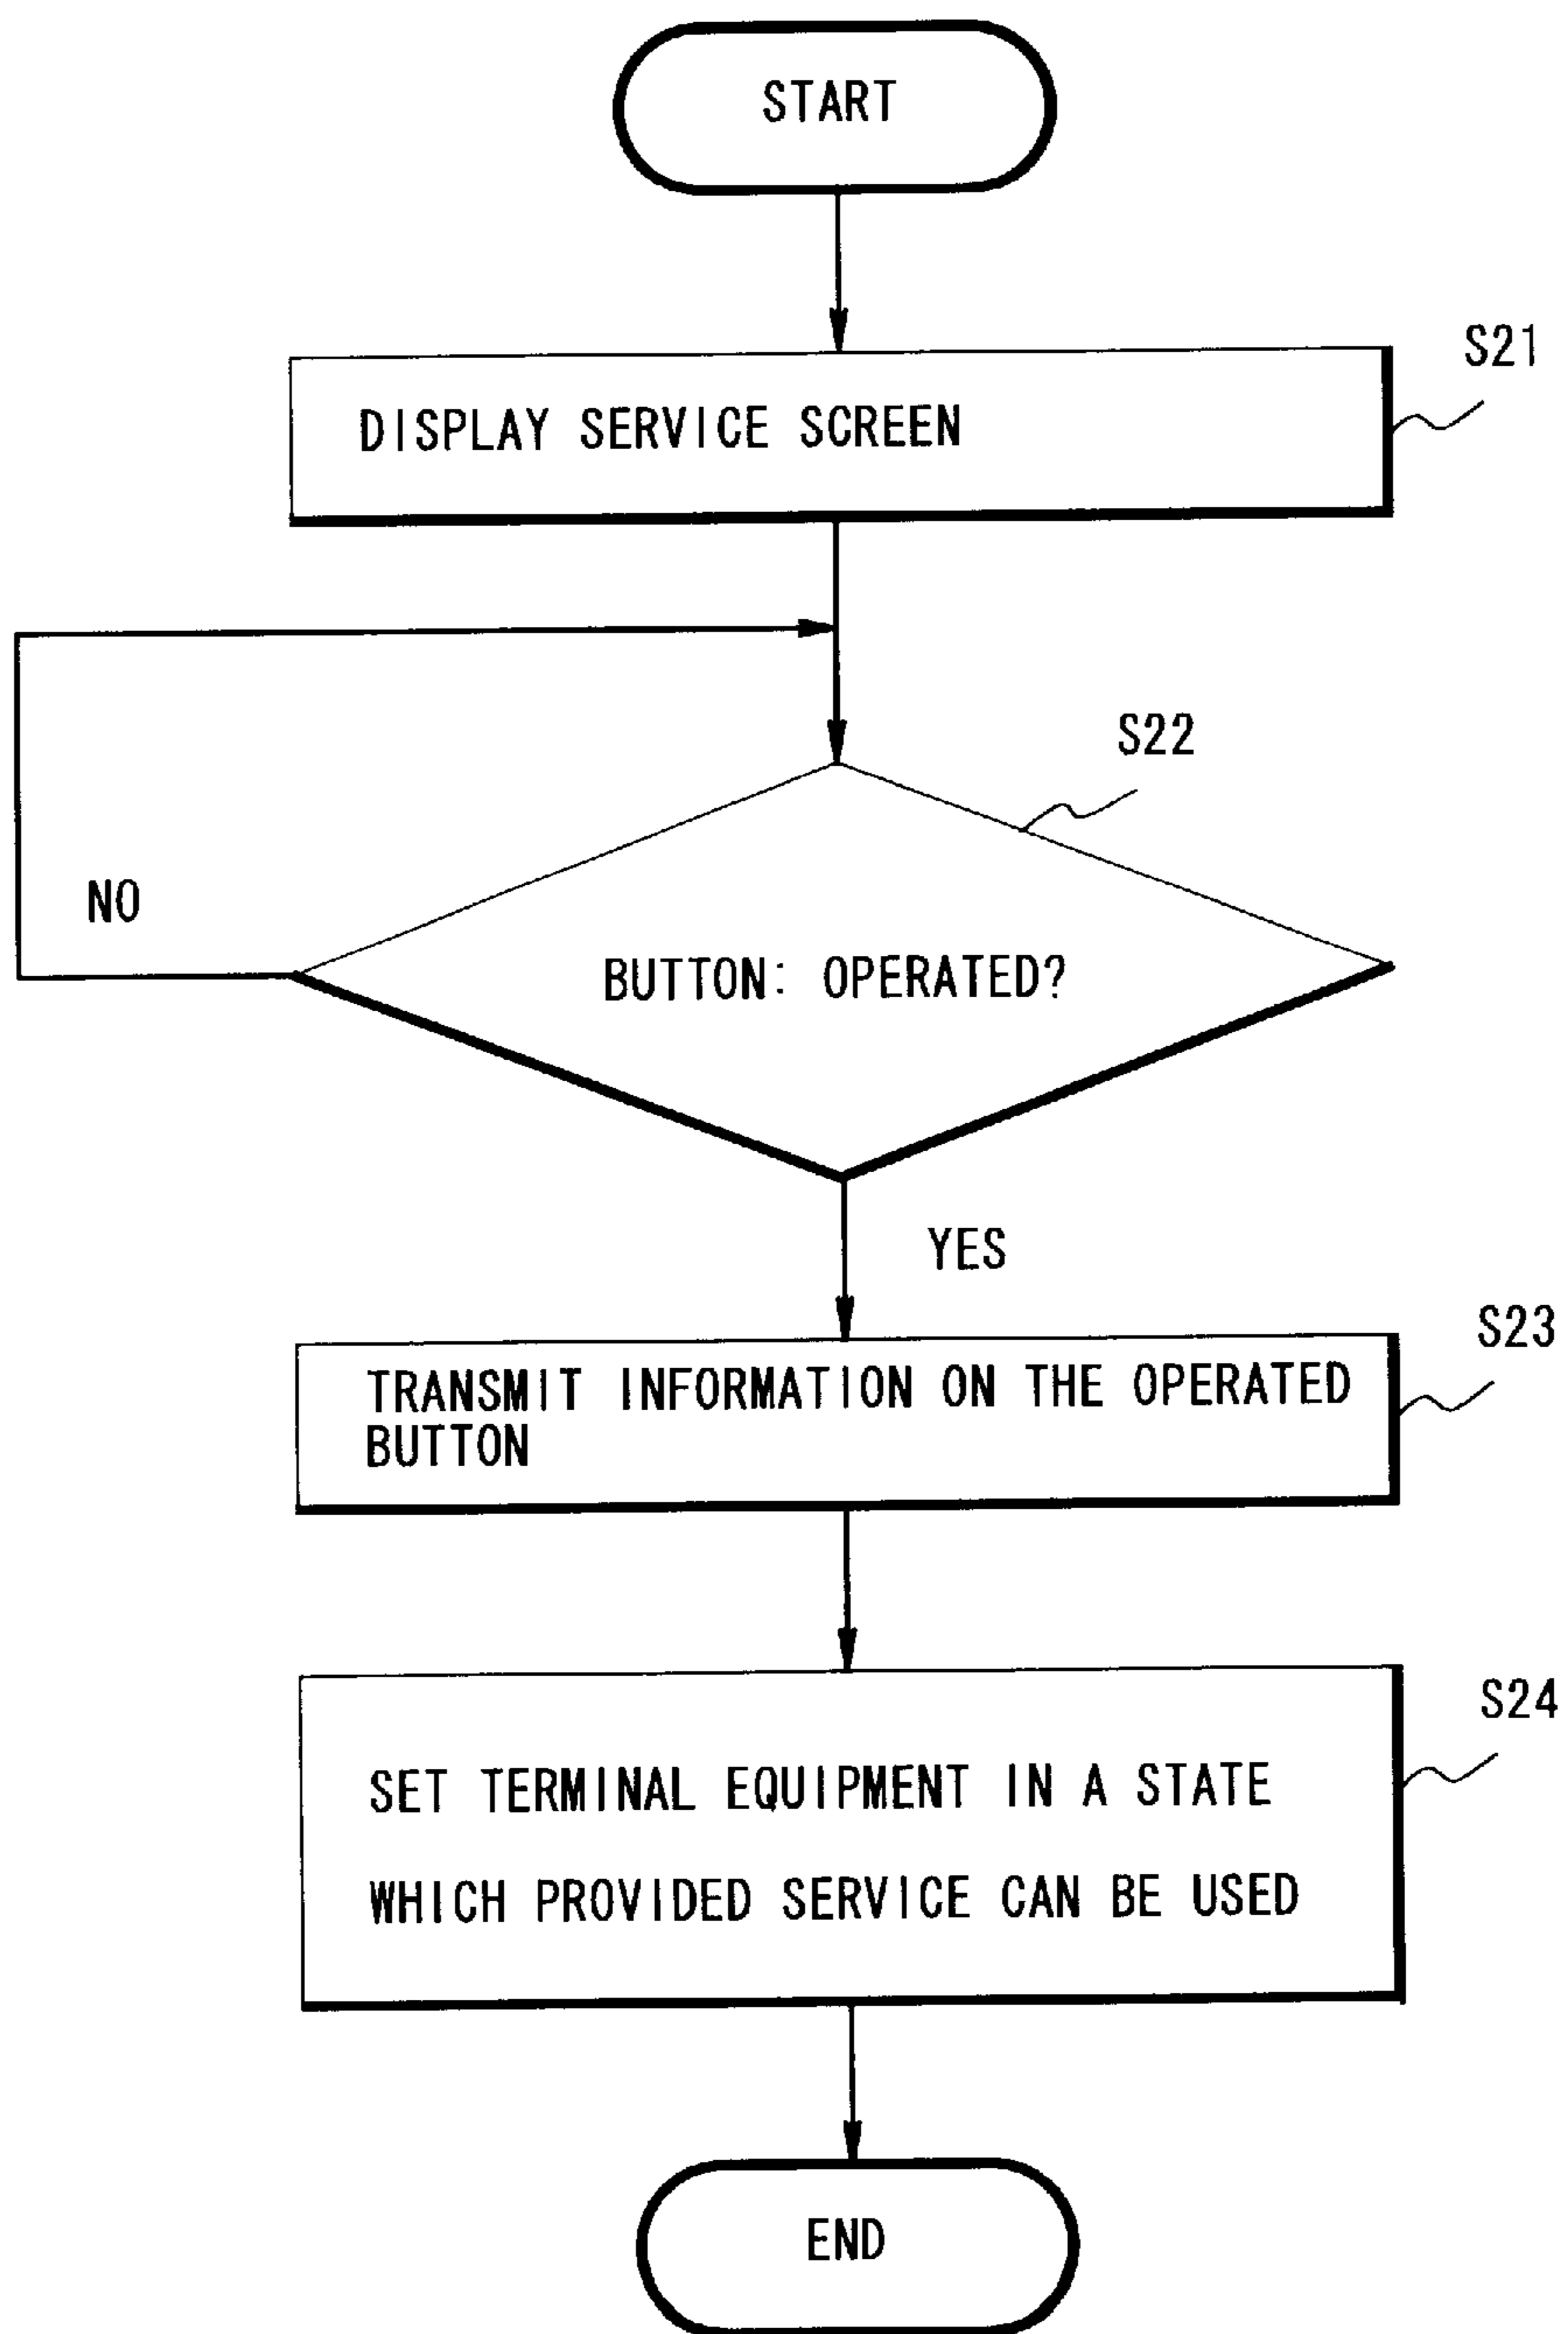 START
S21
DISPLAY SERVICE SCREEN
S22
NO
BUTTON: OPERATED?
YES
S23
TRANSMIT INFORMATION ON THE OPERATED
BUTTON
S24
SET TERMINAL EQUIPMENT IN A STATE
WHICH PROVIDED SERVICE CAN BE USED
END